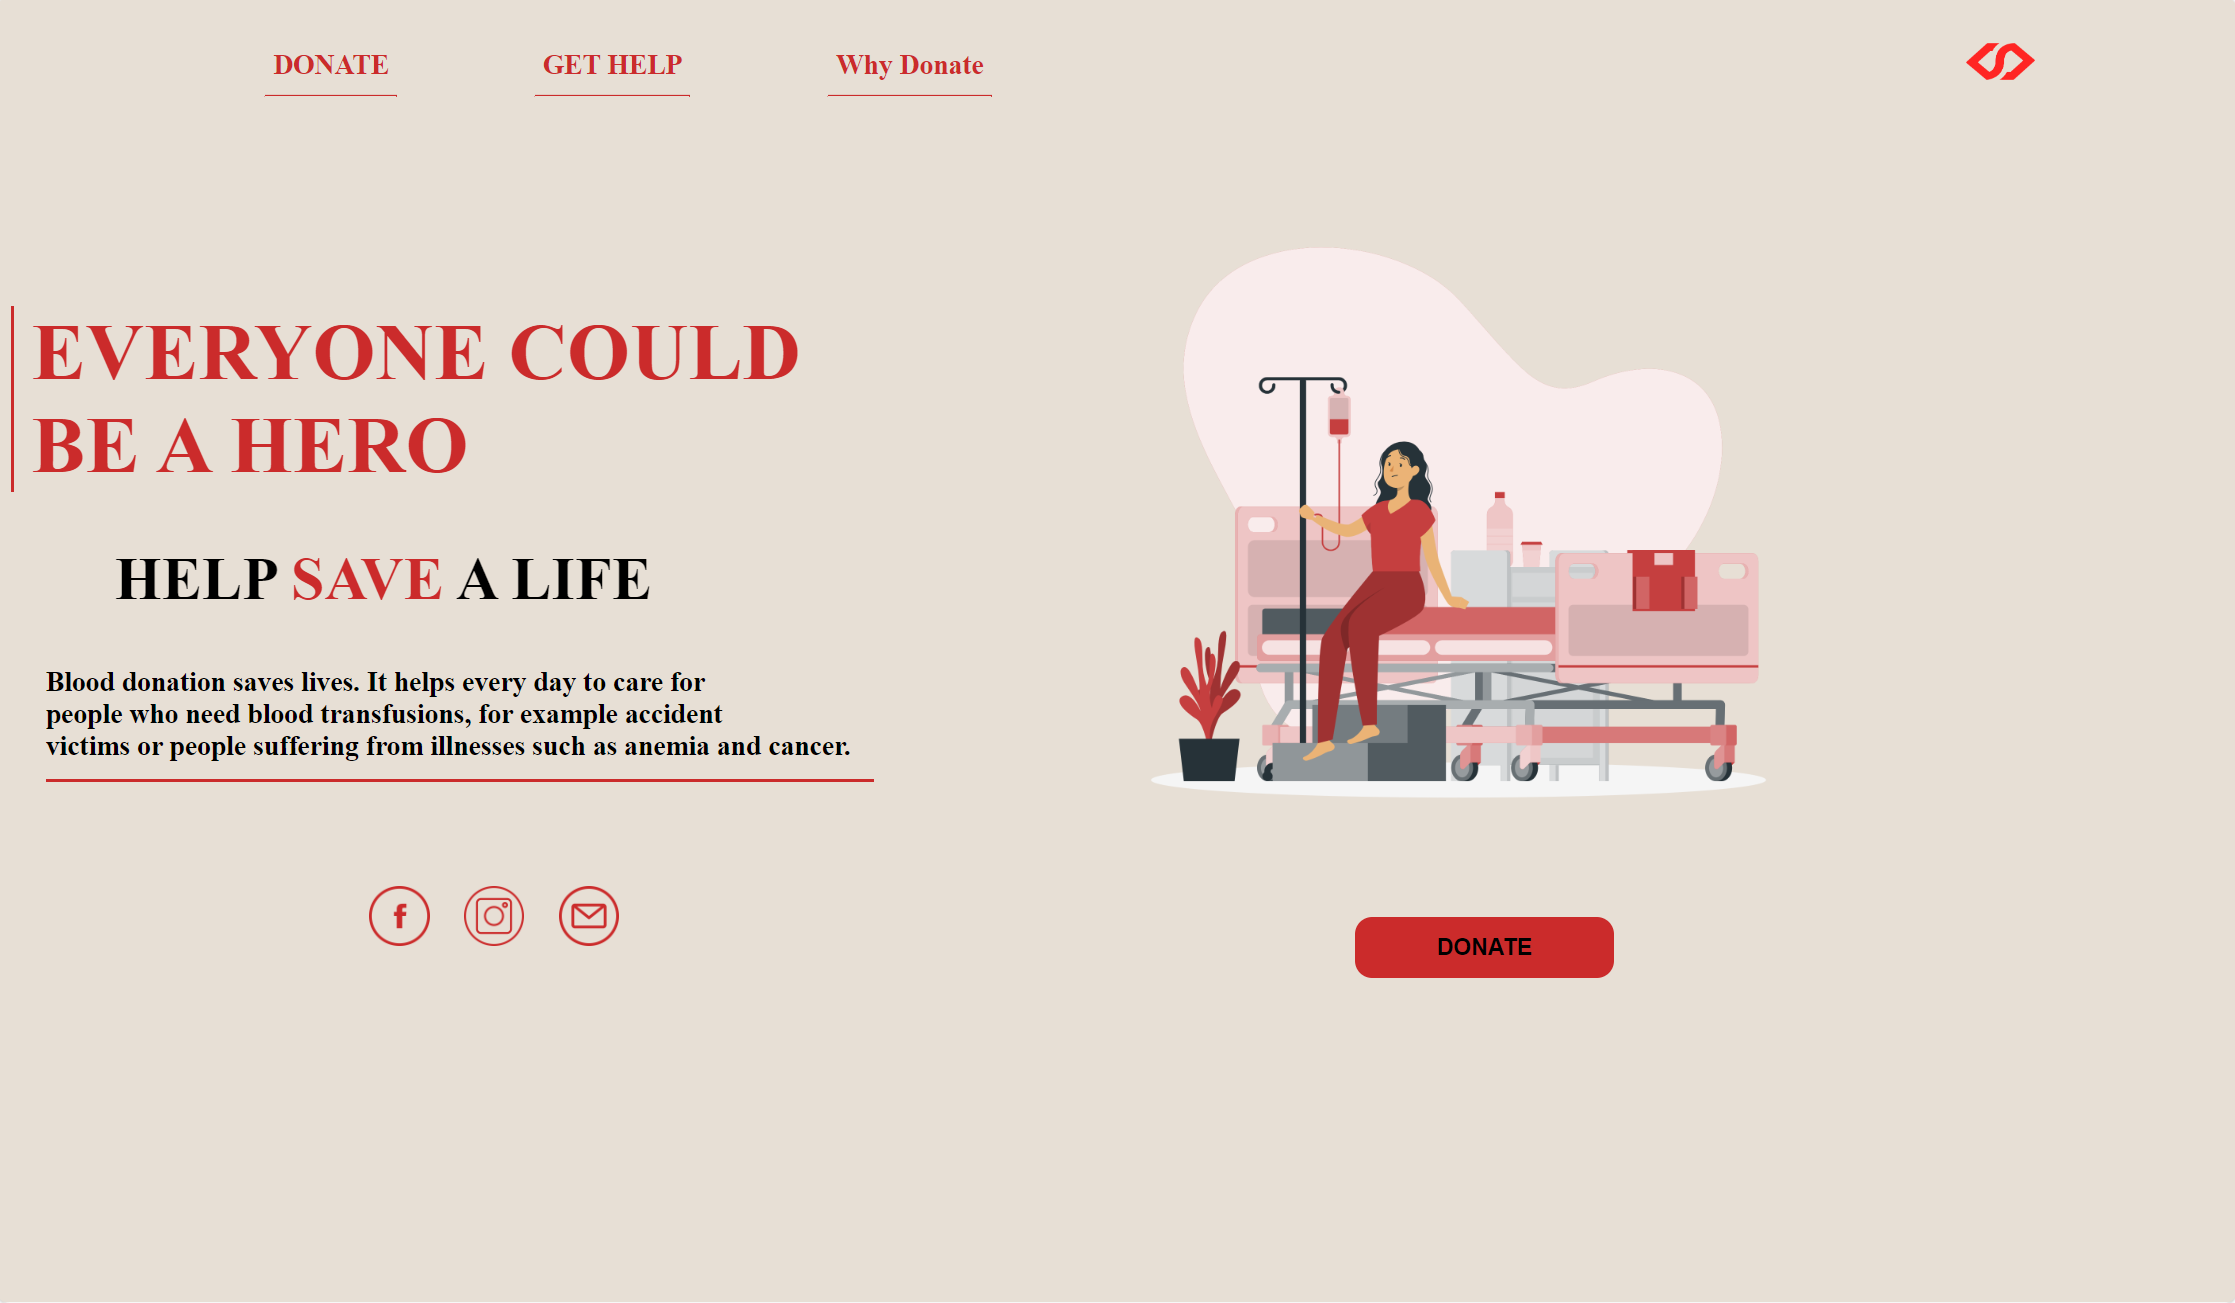 DONATE
GET HELP
Why Donate
EVERYONE COULD
BE A HERO
HELP SAVE A LIFE
Blood donation saves lives. It helps every day to care for
people who need blood transfusions, for example accident
victims or people suffering from illnesses such as anemia and cancer.
DONATE